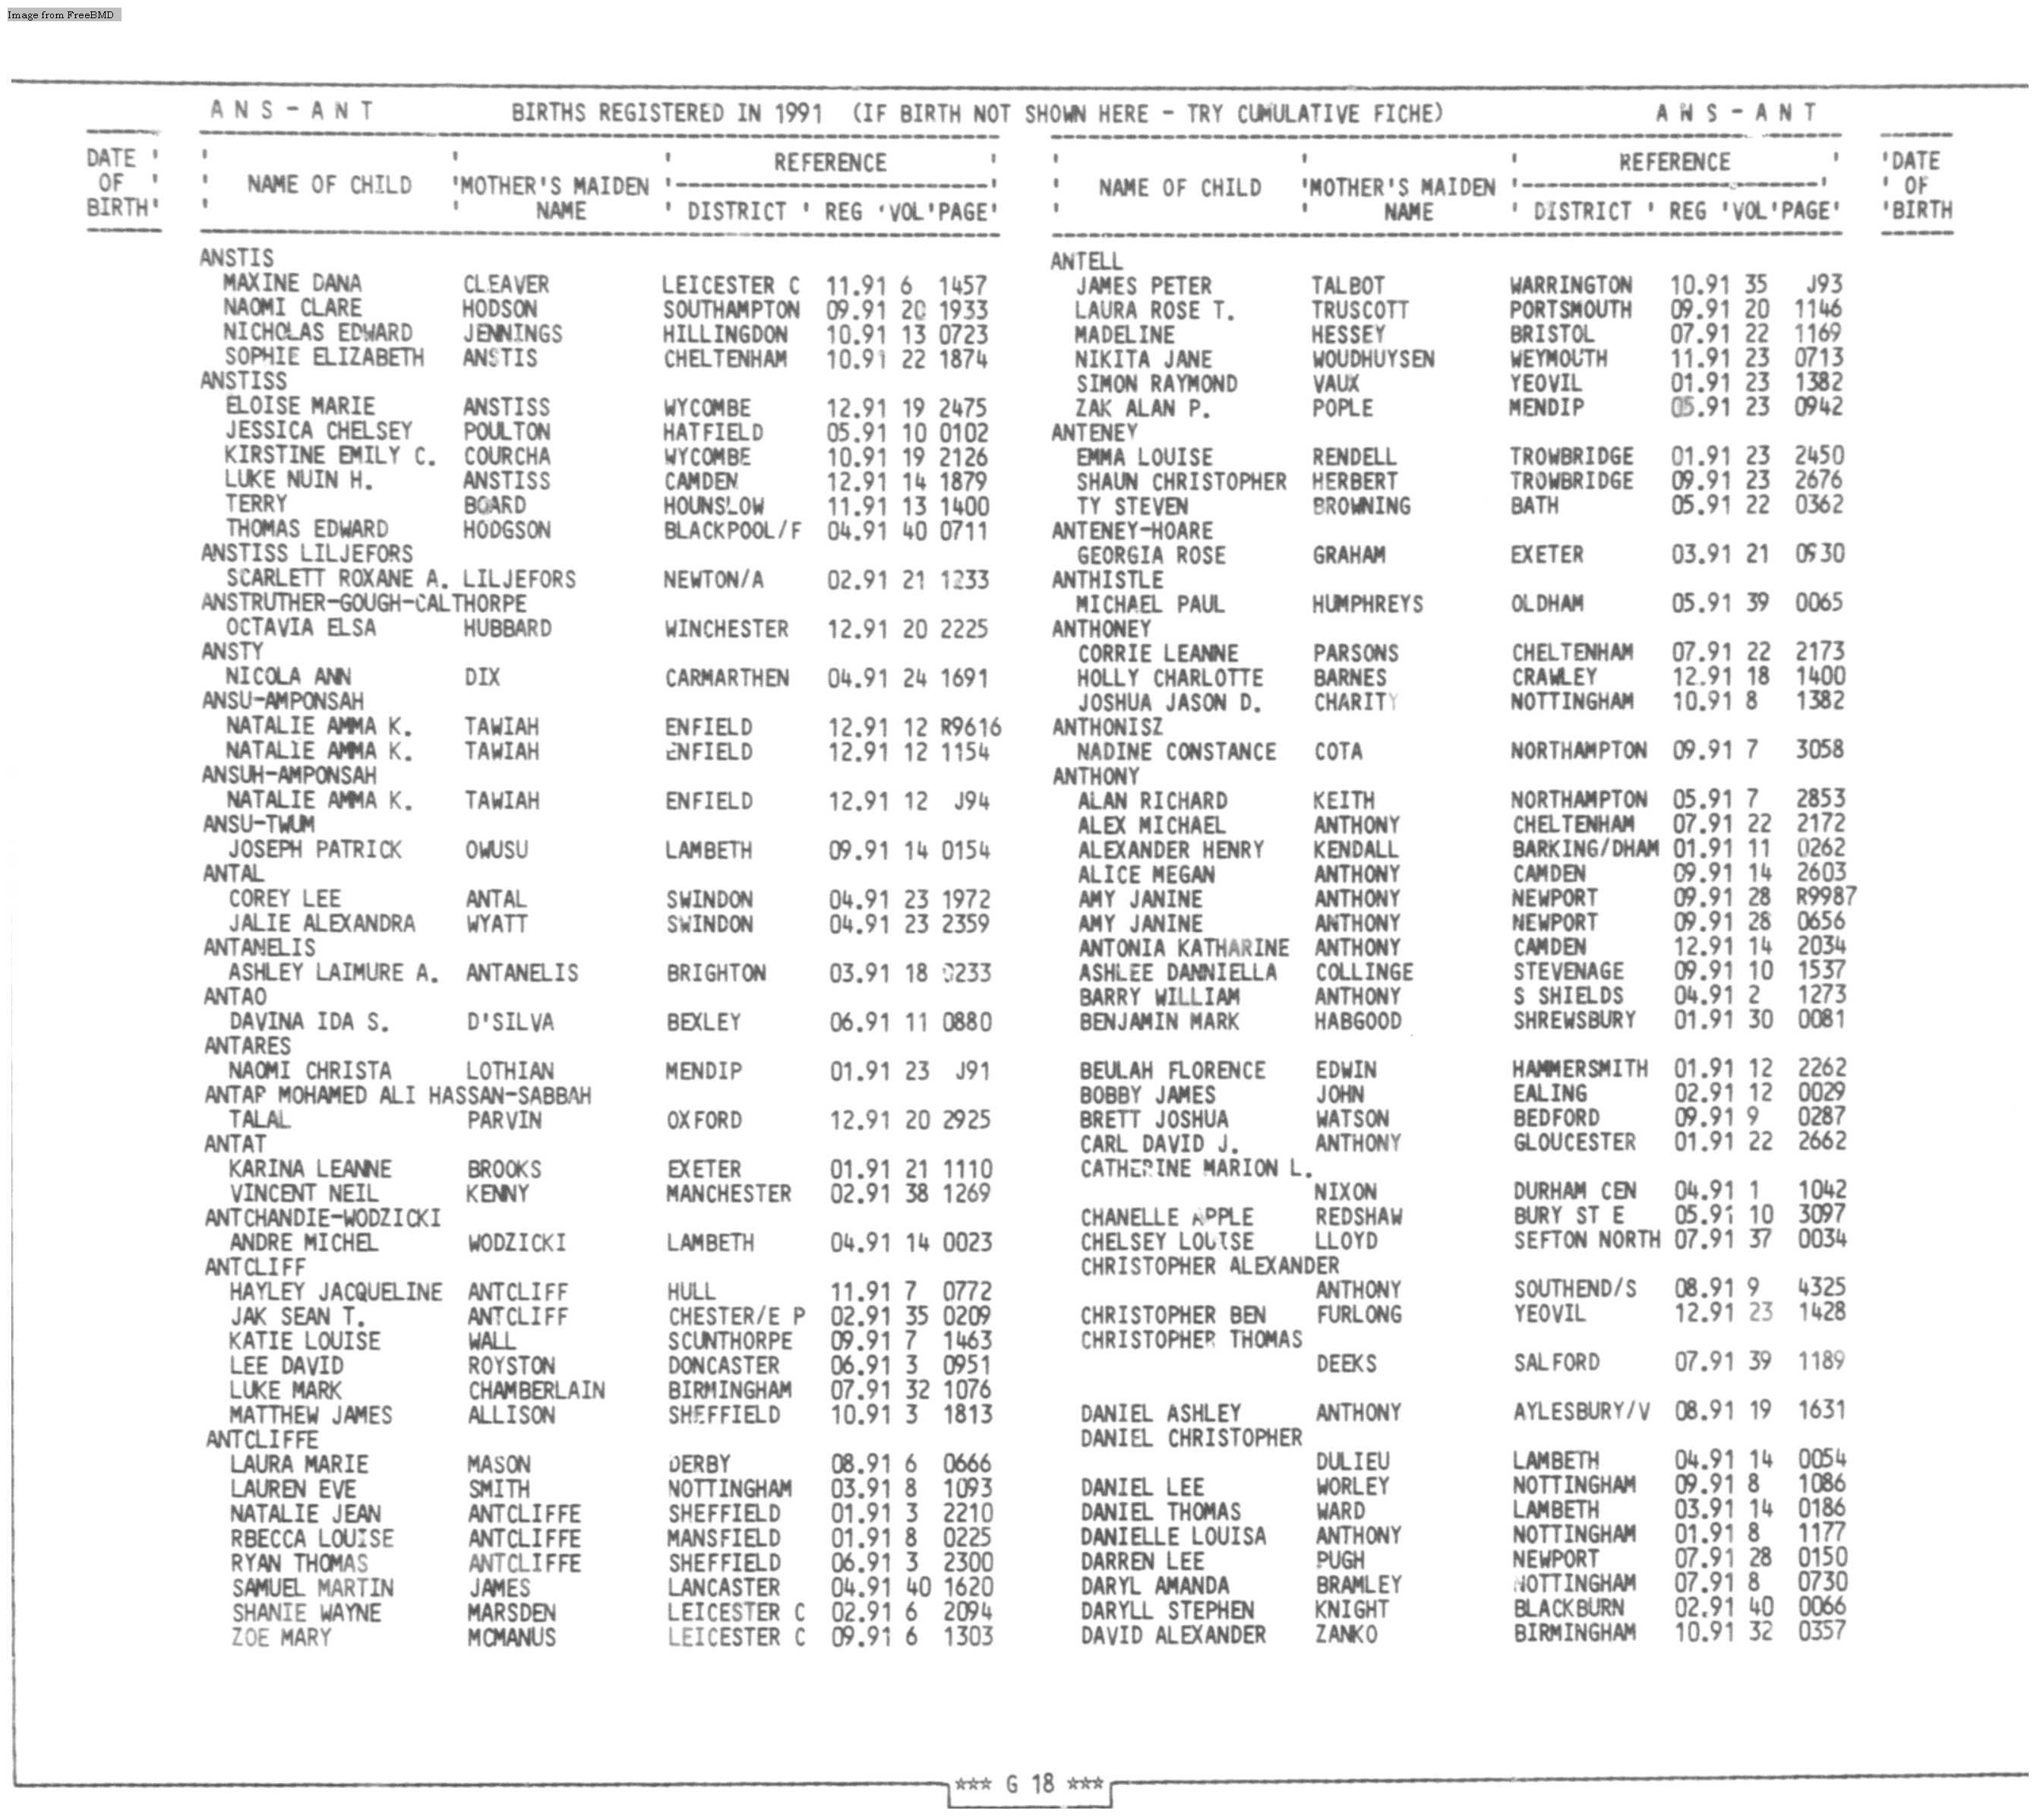 Image from FreeBMD
ANS-ANT BIRTHS REGISTERED IN 1991 (IF BIRTH NOT SHOWN HERE - TRY CUMULATIVE FICHE) ANS-ANT
DATE OF BIRTH
NAME OF CHILD MOTHER'S MAIDEN NAME REFERENCE DISTRICT REG VOL PAGE
ANSTIS
MAXINE DANA CLEAVER LEICESTER C 11.91 6 1457
NAOMI CLARE HODSON SOUTHAMPTON 09.91 20 1933
NICHOLAS EDWARD JENNINGS HILLINGDON 10.91 13 0723
SOPHIE ELIZABETH ANSTIS CHELTENHAM 10.91 22 1874
ANSTISS
ELOISE MARIE ANSTISS WYCOMBE 12.91 19 2475
JESSICA CHELSEY POULTON HATFIELD 05.91 10 0102
KIRSTINE EMILY C. COURCHA WYCOMBE 10.91 19 2126
LUKE NUIN H. ANSTISS CAMDEN 12.91 14 1879
TERRY BOARD HOUNSLOW 11.91 13 1400
THOMAS EDWARD HODGSON BLACKPOOL/F 04.91 40 0711
ANSTISS LILJEFORS
SCARLETT ROXANE A. LILJEFORS NEWTON/A 02.91 21 1233
ANSTRUTHER-GOUGH-CALTHORPE
OCTAVIA ELSA HUBBARD WINCHESTER 12.91 20 2225
ANSTY
NICOLA ANN DIX CARMARTHEN 04.91 24 1691
ANSU-AMPONSAH
NATALIE AMMA K. TAWIAH ENFIELD 12.91 12 R9616
NATALIE AMMA K. TAWIAH ENFIELD 12.91 12 1154
ANSUH-AMPONSAH
NATALIE AMMA K. TAWIAH ENFIELD 12.91 12 J94
ANSU-TWUM
JOSEPH PATRICK OWUSU LAMBETH 09.91 14 0154
ANTAL
COREY LEE ANTAL SWINDON 04.91 23 1972
JALIE ALEXANDRA WYATT SWINDON 04.91 23 2359
ANTANELIS
ASHLEY LAIMURE A. ANTANELIS BRIGHTON 03.91 18 0233
ANTAO
DAVINA IDA S. D'SILVA BEXLEY 06.91 11 0880
ANTARES
NAOMI CHRISTA LOTHIAN MENDIP 01.91 23 J91
ANTAR MOHAMED ALI HASSAN-SABBAH
TALAL PARVIN OXFORD 12.91 20 2925
ANTAT
KARINA LEANNE BROOKS EXETER 01.91 21 1110
VINCENT NEIL KENNY MANCHESTER 02.91 38 1269
ANTCHANDIE-WODZICKI
ANDRE MICHEL WODZICKI LAMBETH 04.91 14 0023
ANTCLIFF
HAYLEY JACQUELINE ANTCLIFF HULL 11.91 7 0772
JAK SEAN T. ANTCLIFF CHESTER/E P 02.91 35 0209
KATIE LOUISE WALL SCUNTHORPE 09.91 7 1463
LEE DAVID ROYSTON DONCASTER 06.91 3 0951
LUKE MARK CHAMBERLAIN BIRMINGHAM 07.91 32 1076
MATTHEW JAMES ALLISON SHEFFIELD 10.91 3 1813
ANTCLIFFE
LAURA MARIE MASON DERBY 08.91 6 0666
LAUREN EVE SMITH NOTTINGHAM 03.91 8 1093
NATALIE JEAN ANTCLIFFE SHEFFIELD 01.91 3 2210
RBECCA LOUISE ANTCLIFFE MANSFIELD 01.91 8 0225
RYAN THOMAS ANTCLIFFE SHEFFIELD 06.91 3 2300
SAMUEL MARTIN JAMES LANCASTER 04.91 40 1620
SHANIE WAYNE MARSDEN LEICESTER C 02.91 6 2094
ZOE MARY MCMANUS LEICESTER C 09.91 6 1303
NAME OF CHILD MOTHER'S MAIDEN NAME REFERENCE DISTRICT REG VOL PAGE
DATE OF BIRTH
ANTELL
JAMES PETER TALBOT WARRINGTON 10.91 35 J93
LAURA ROSE T. TRUSCOTT PORTSMOUTH 09.91 20 1146
MADELINE HESSEY BRISTOL 07.91 22 1169
NIKITA JANE WOUDHUYSEN WEYMOUTH 11.91 23 0713
SIMON RAYMOND VAUX YEOVIL 01.91 23 1382
ZAK ALAN P. POPLE MENDIP 05.91 23 0942
ANTENEY
EMMA LOUISE RENDELL TROWBRIDGE 01.91 23 2450
SHAUN CHRISTOPHER HERBERT TROWBRIDGE 09.91 23 2676
TY STEVEN BROWNING BATH 05.91 22 0362
ANTENEY-HOARE
GEORGIA ROSE GRAHAM EXETER 03.91 21
ANTHISTLE
MICHAEL PAUL HUMPHREYS OLDHAM 05.91 39 0065
ANTHONEY
CORRIE LEANNE PARSONS CHELTENHAM 07.91 22 2173
HOLLY CHARLOTTE BARNES CRAWLEY 12.91 18 1400
JOSHUA JASON D. CHARITY NOTTINGHAM 10.91 8 1382
ANTHONISZ
NADINE CONSTANCE COTA NORTHAMPTON 09.91 7 3058
ANTHONY
ALAN RICHARD KEITH NORTHAMPTON 05.91 7 2853
ALEX MICHAEL ANTHONY CHELTENHAM 07.91 22 2172
ALEXANDER HENRY KENDALL BARKING/DHAM 01.91 11 0262
ALICE MEGAN ANTHONY CAMDEN 09.91 14 2603
AMY JANINE ANTHONY NEWPORT 09.91 28 R9987
AMY JANINE ANTHONY NEWPORT 09.91 28 0656
ANTONIA KATHARINE ANTHONY CAMDEN 12.91 14 2034
ASHLEE DANNIELLA COLLINGE STEVENAGE 09.91 10 1537
BARRY WILLIAM ANTHONY S SHIELDS 04.91 2 1273
BENJAMIN MARK HABGOOD SHREWSBURY 01.91 30 0081
BEULAH FLORENCE EDWIN HAMMERSMITH 01.91 12 2262
BOBBY JAMES JOHN EALING 02.91 12 0029
BRETT JOSHUA WATSON BEDFORD 09.91 9 0287
CARL DAVID J. ANTHONY GLOUCESTER 01.91 22 2662
CATHERINE MARION L.
NIXON DURHAM CEN 04.91 1 1042
CHANELLE APPLE REDSHAW BURY ST E 05.91 10 3097
CHELSEY LOUISE LLOYD SEFTON NORTH 07.91 37 0034
CHRISTOPHER ALEXANDER
ANTHONY SOUTHEND/S 08.91 9 4325
CHRISTOPHER BEN FURLONG YEOVIL 12.91 23 1428
CHRISTOPHER THOMAS
DEEKS SALFORD 07.91 39 1189
DANIEL ASHLEY ANTHONY AYLESBURY/V 08.91 19 1631
DANIEL CHRISTOPHER
DULIEU LAMBETH 04.91 14 0054
DANIEL LEE WORLEY NOTTINGHAM 09.91 8 1086
DANIEL THOMAS WARD LAMBETH 03.91 14 0186
DANIELLE LOUISA ANTHONY NOTTINGHAM 01.91 8 1177
DARREN LEE PUGH NEWPORT 07.91 28 0150
DARYL AMANDA BRAMLEY NOTTINGHAM 07.91 8 0730
DARYLL STEPHEN KNIGHT BLACKBURN 02.91 40 0066
DAVID ALEXANDER ZANKO BIRMINGHAM 10.91 32 0357
*** G 18 ***